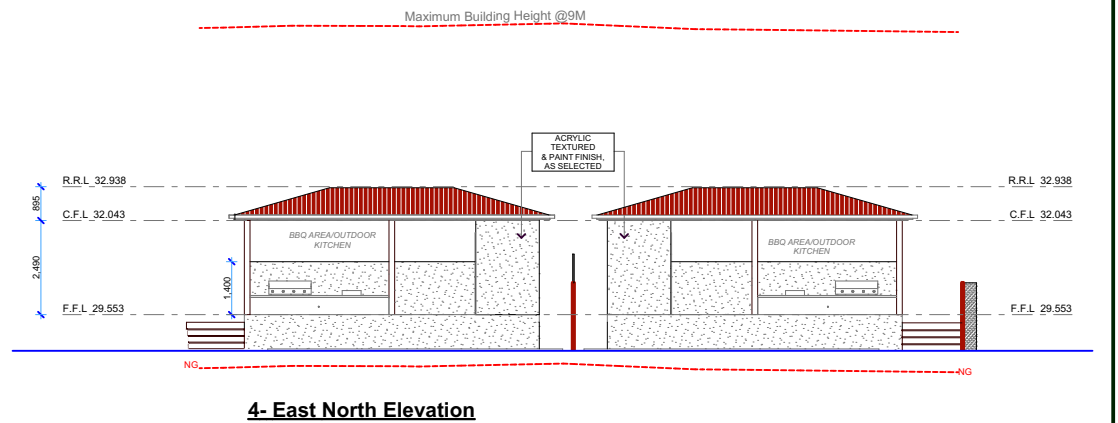 Maximum Building Height @9M
ACRYLIC
TEXTURED
& PAINT FINISH,
AS SELECTED
R.R.L 32.938
R.R.L 32.938
895
C.F.L 32.043
C.F.L 32.043
BBQ AREA/OUTDOOR
KITCHEN
BBQ AREA/OUTDOOR
KITCHEN
2,490
1,400
F.F.L 29.553
F.F.L 29.553
NG
NG
4- East North Elevation